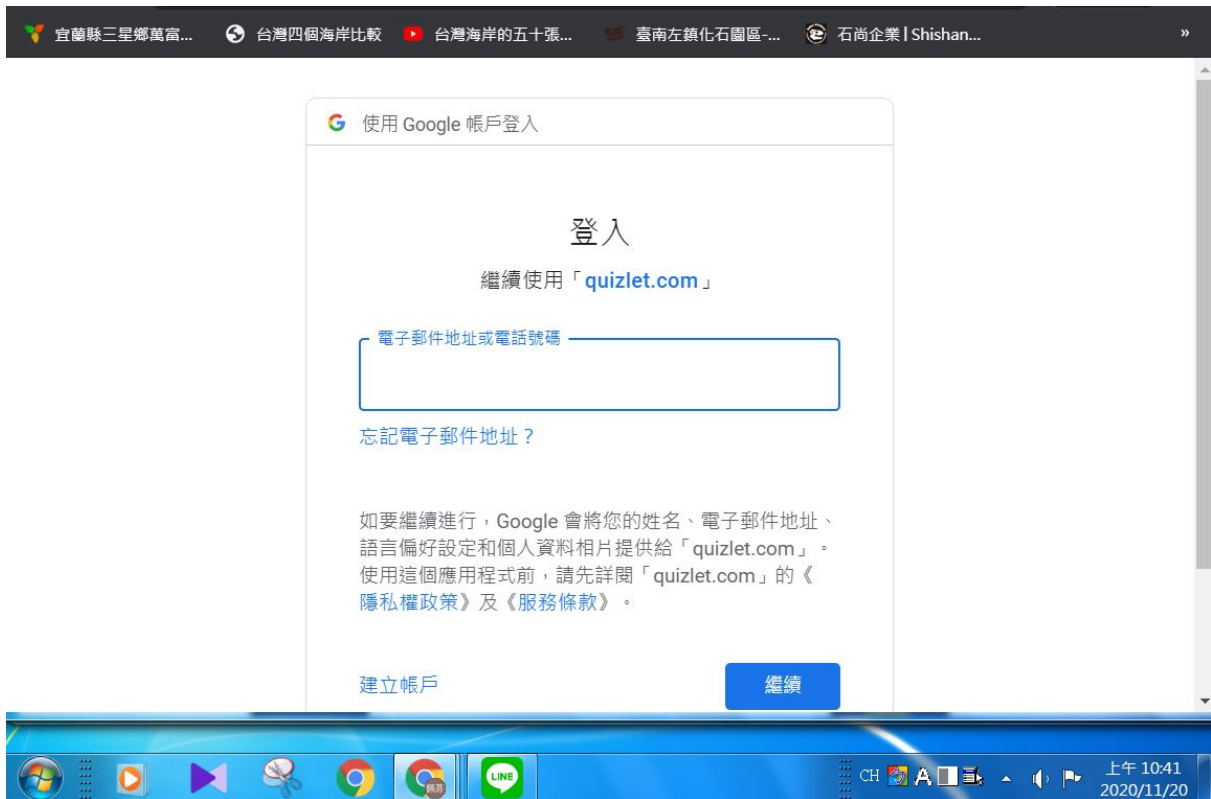 宜蘭縣三星鄉萬富... 台灣四個海岸比較 台灣海岸的五十張... 臺南左鎮化石園區-... 石尚企業 | Shishan... »
使用 Google 帳戶登入
登入
繼續使用「quizlet.com」
電子郵件地址或電話號碼
忘記電子郵件地址？
如要繼續進行，Google 會將您的姓名、電子郵件地址、
語言偏好設定和個人資料相片提供給「quizlet.com」。
使用這個應用程式前，請先詳閱「quizlet.com」的《
隱私權政策》及《服務條款》。
建立帳戶 繼續
LINE CH A 上午 10:41
2020/11/20